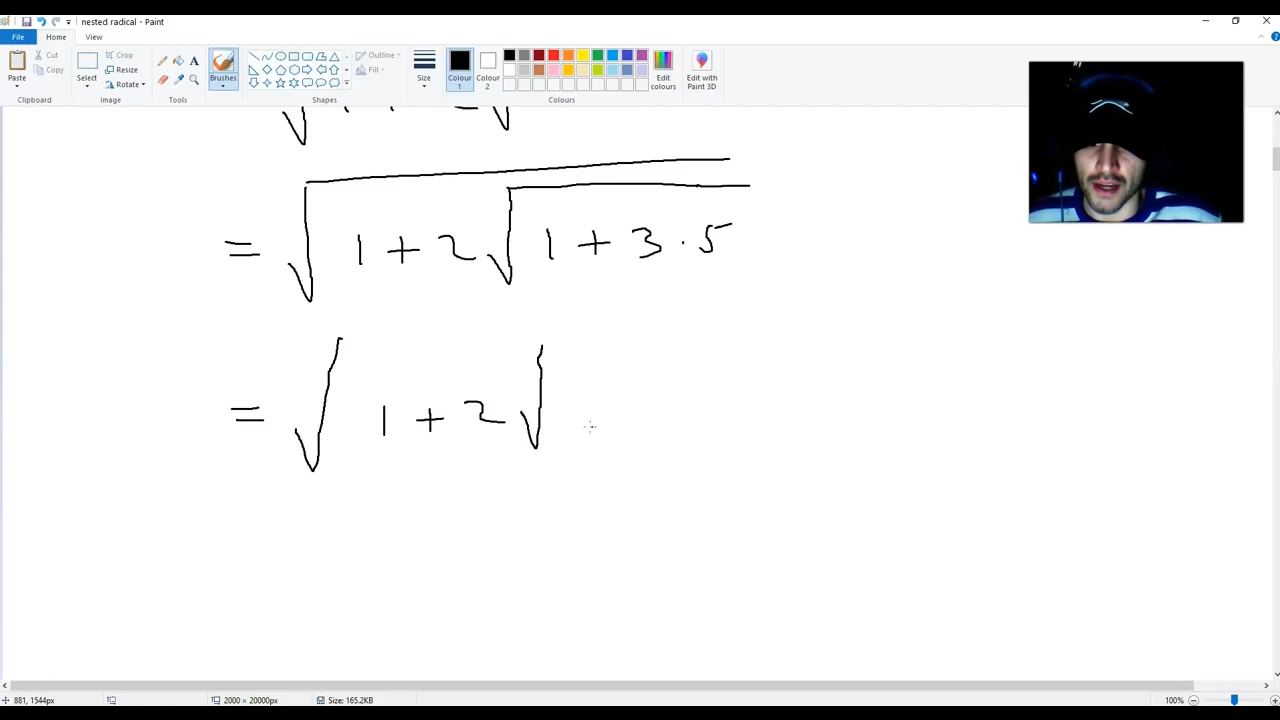 nested radical - Paint
File Home View
Paste
Cut
Copy
Clipboard
Select
Crop
Resize
Rotate
Image
Tools
Brushes
Shapes
Outline
Fill
Size
Colour 1
Colour 2
Edit colours
Edit with Paint 3D
Colours
= √1 + 2√1 + 3 · 5
= √ 1 + 2√
881, 1544px
2000 × 20000px
Size: 165.2KB
100%